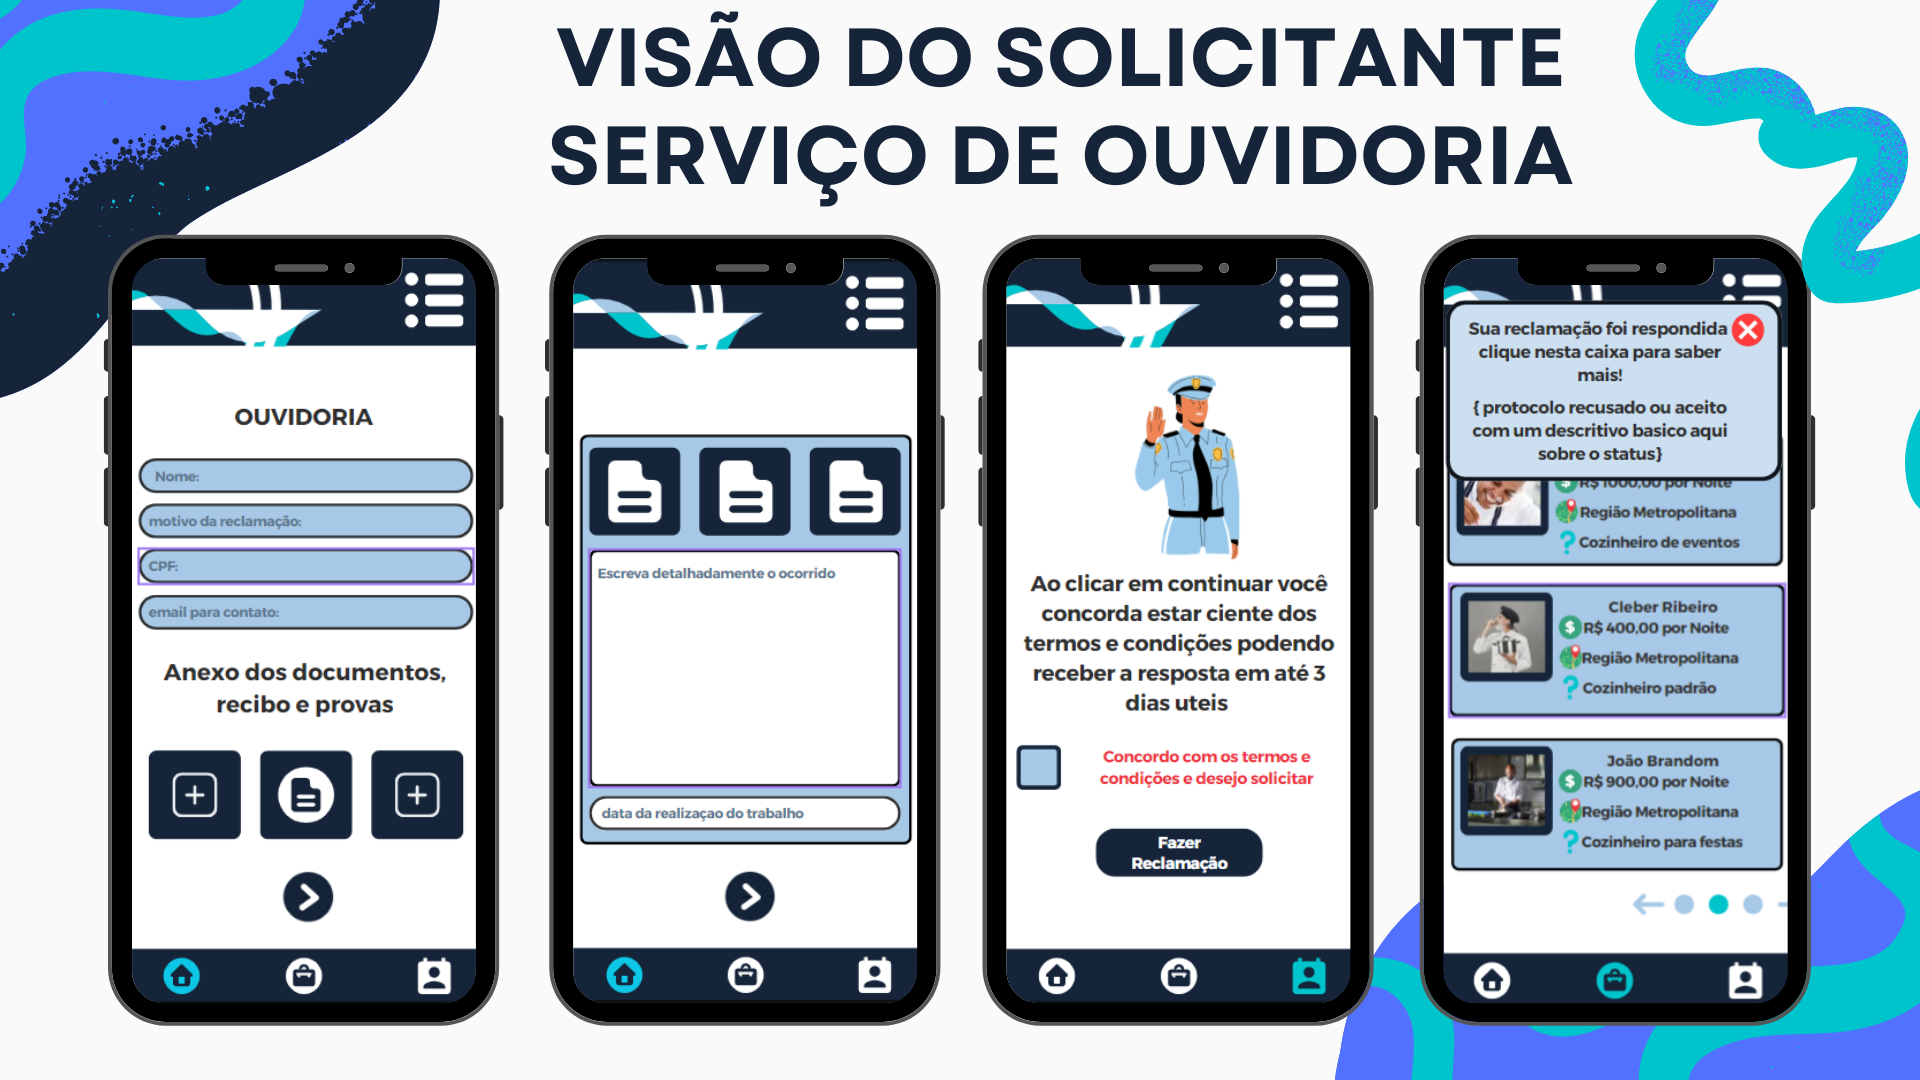 VISÃO DO SOLICITANTE
SERVIÇO DE OUVIDORIA
OUVIDORIA
Nome:
motivo da reclamação:
CPF:
email para contato:
Anexo dos documentos,
recibo e provas
Escreva detalhadamente o ocorrido
data da realizaçao do trabalho
Ao clicar em continuar você
concorda estar ciente dos
termos e condições podendo
receber a resposta em até 3
dias uteis
Concordo com os termos e
condições e desejo solicitar
Fazer
Reclamação
Sua reclamação foi respondida
clique nesta caixa para saber
mais!
{ protocolo recusado ou aceito
com um descritivo basico aqui
sobre o status}
R$ 1000,00 por Noite
Região Metropolitana
Cozinheiro de eventos
Cleber Ribeiro
R$ 400,00 por Noite
Região Metropolitana
Cozinheiro padrão
João Brandom
R$ 900,00 por Noite
Região Metropolitana
Cozinheiro para festas